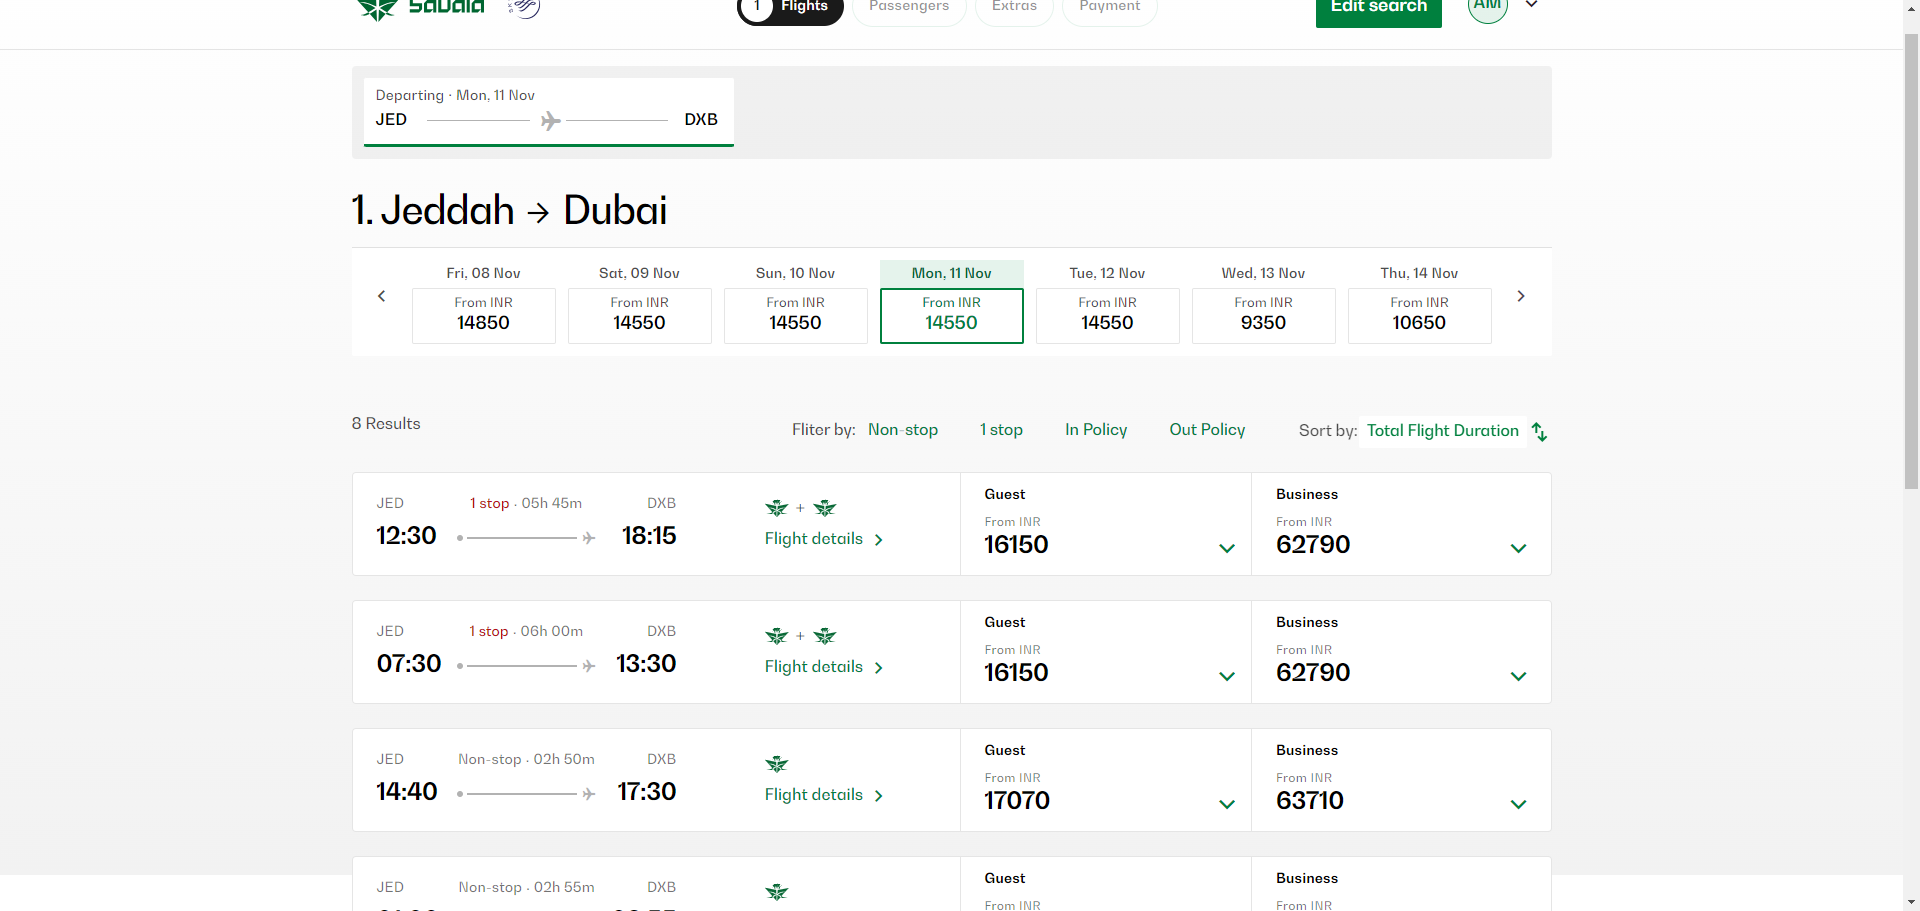 saudia
1 Flights
Passengers
Extras
Payment
Edit search
AM
Departing · Mon, 11 Nov
JED DXB
1. Jeddah → Dubai
Fri, 08 Nov
From INR
14850
Sat, 09 Nov
From INR
14550
Sun, 10 Nov
From INR
14550
Mon, 11 Nov
From INR
14550
Tue, 12 Nov
From INR
14550
Wed, 13 Nov
From INR
9350
Thu, 14 Nov
From INR
10650
8 Results
Fliter by: Non-stop 1 stop In Policy Out Policy
Sort by: Total Flight Duration
JED 1 stop · 05h 45m DXB
12:30 18:15
+
Flight details
Guest
From INR
16150
Business
From INR
62790
JED 1 stop · 06h 00m DXB
07:30 13:30
+
Flight details
Guest
From INR
16150
Business
From INR
62790
JED Non-stop · 02h 50m DXB
14:40 17:30
Flight details
Guest
From INR
17070
Business
From INR
63710
JED Non-stop · 02h 55m DXB
Guest
From INR
Business
From INR